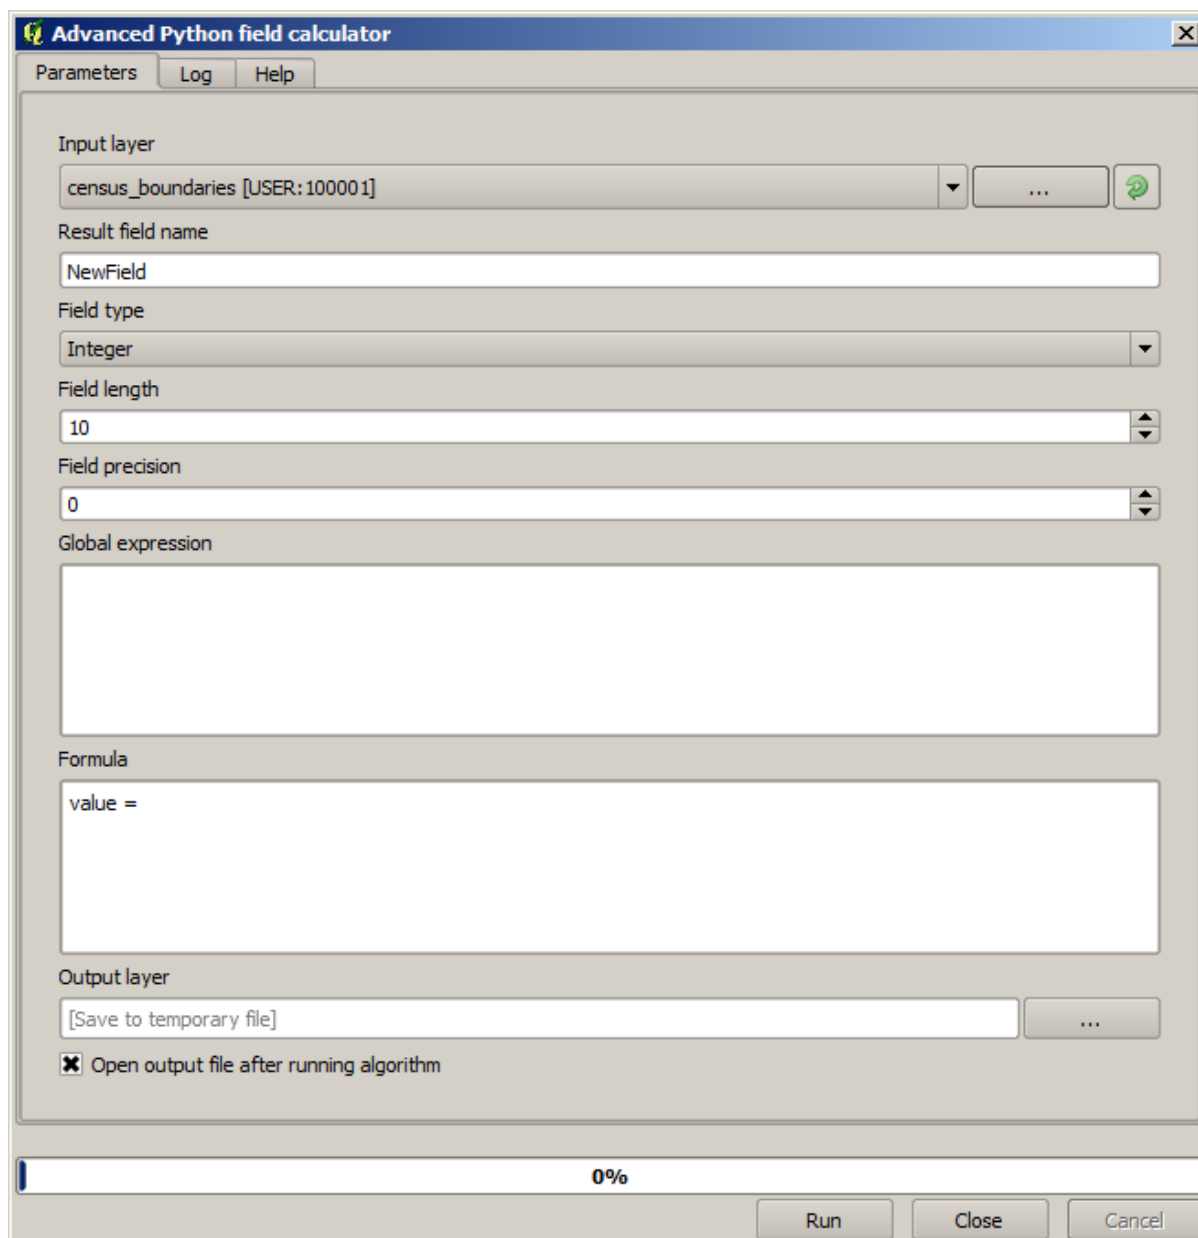 Advanced Python field calculator
Parameters Log Help
Input layer
census_boundaries [USER:100001] ...
Result field name
NewField
Field type
Integer
Field length
10
Field precision
0
Global expression
Formula
value =
Output layer
[Save to temporary file] ...
Open output file after running algorithm
0%
Run Close Cancel